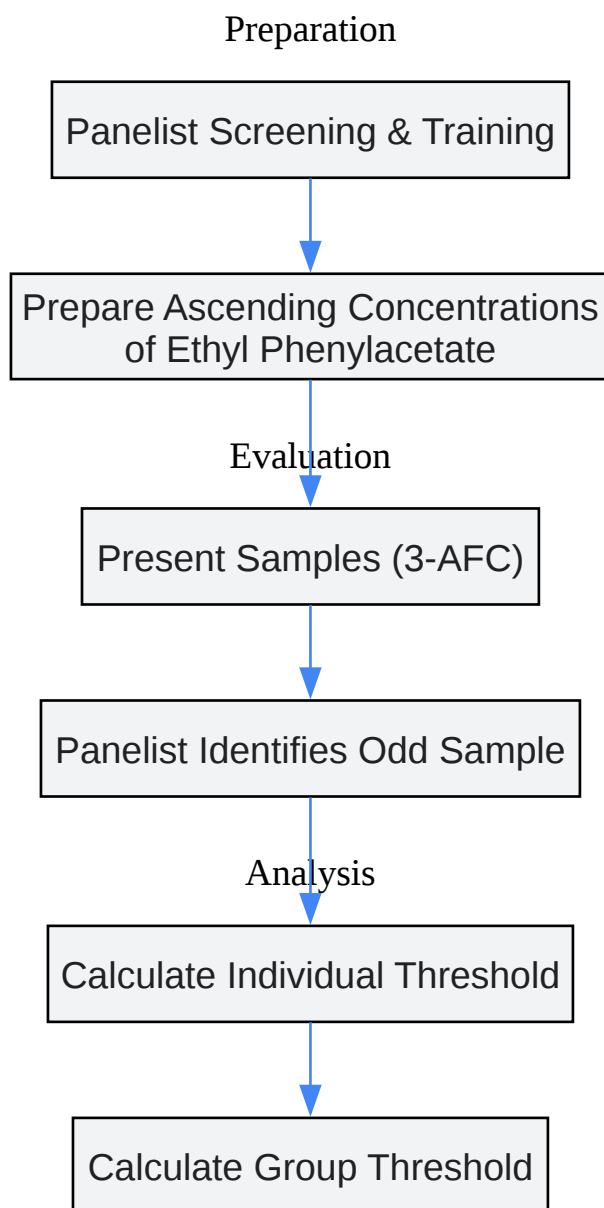 Preparation
Panelist Screening & Training
Prepare Ascending Concentrations
of Ethyl Phenylacetate
Evaluation
Present Samples (3-AFC)
Panelist Identifies Odd Sample
Analysis
Calculate Individual Threshold
Calculate Group Threshold